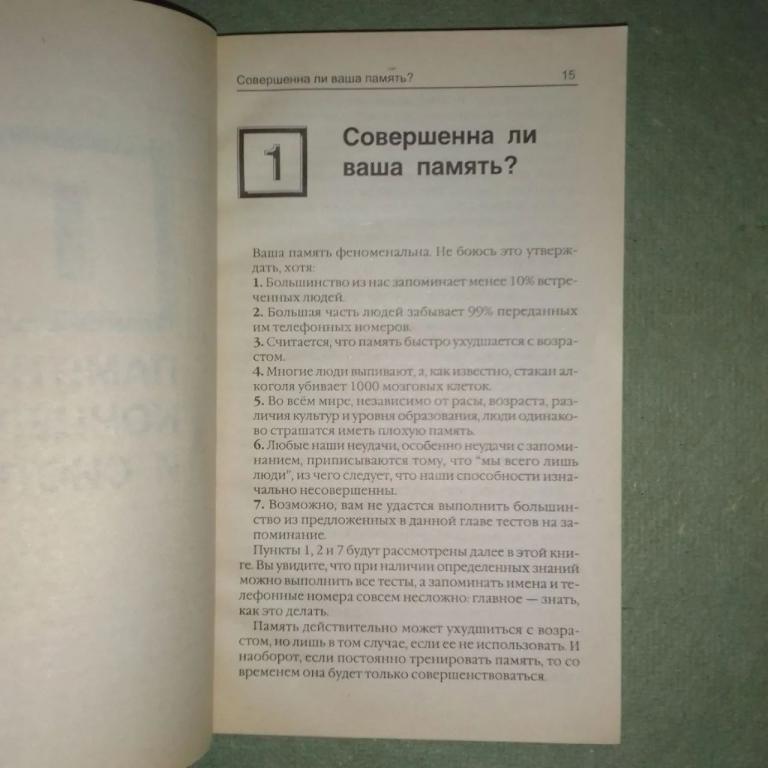 Совершенна ли ваша память? 15
1
Совершенна ли
ваша память?
Ваша память феноменальна. Не боюсь это утверж-
дать, хотя:
1. Большинство из нас запоминает менее 10% встре-
ченных людей.
2. Большая часть людей забывает 99% переданных
им телефонных номеров.
3. Считается, что память быстро ухудшается с возра-
стом.
4. Многие люди выпивают, а, как известно, стакан ал-
коголя убивает 1000 мозговых клеток.
5. Во всём мире, независимо от расы, возраста, раз-
личия культур и уровня образования, люди одинако-
во страшатся иметь плохую память.
6. Любые наши неудачи, особенно неудачи с запоми-
нанием, приписываются тому, что "мы всего лишь
люди", из чего следует, что наши способности изна-
чально несовершенны.
7. Возможно, вам не удастся выполнить большин-
ство из предложенных в данной главе тестов на за-
поминание.
Пункты 1, 2 и 7 будут рассмотрены далее в этой кни-
ге. Вы увидите, что при наличии определенных знаний
можно выполнить все тесты, а запоминать имена и те-
лефонные номера совсем несложно: главное — знать,
как это делать.
Память действительно может ухудшиться с возра-
стом, но лишь в том случае, если ее не использовать. И
наоборот, если постоянно тренировать память, то со
временем она будет только совершенствоваться.